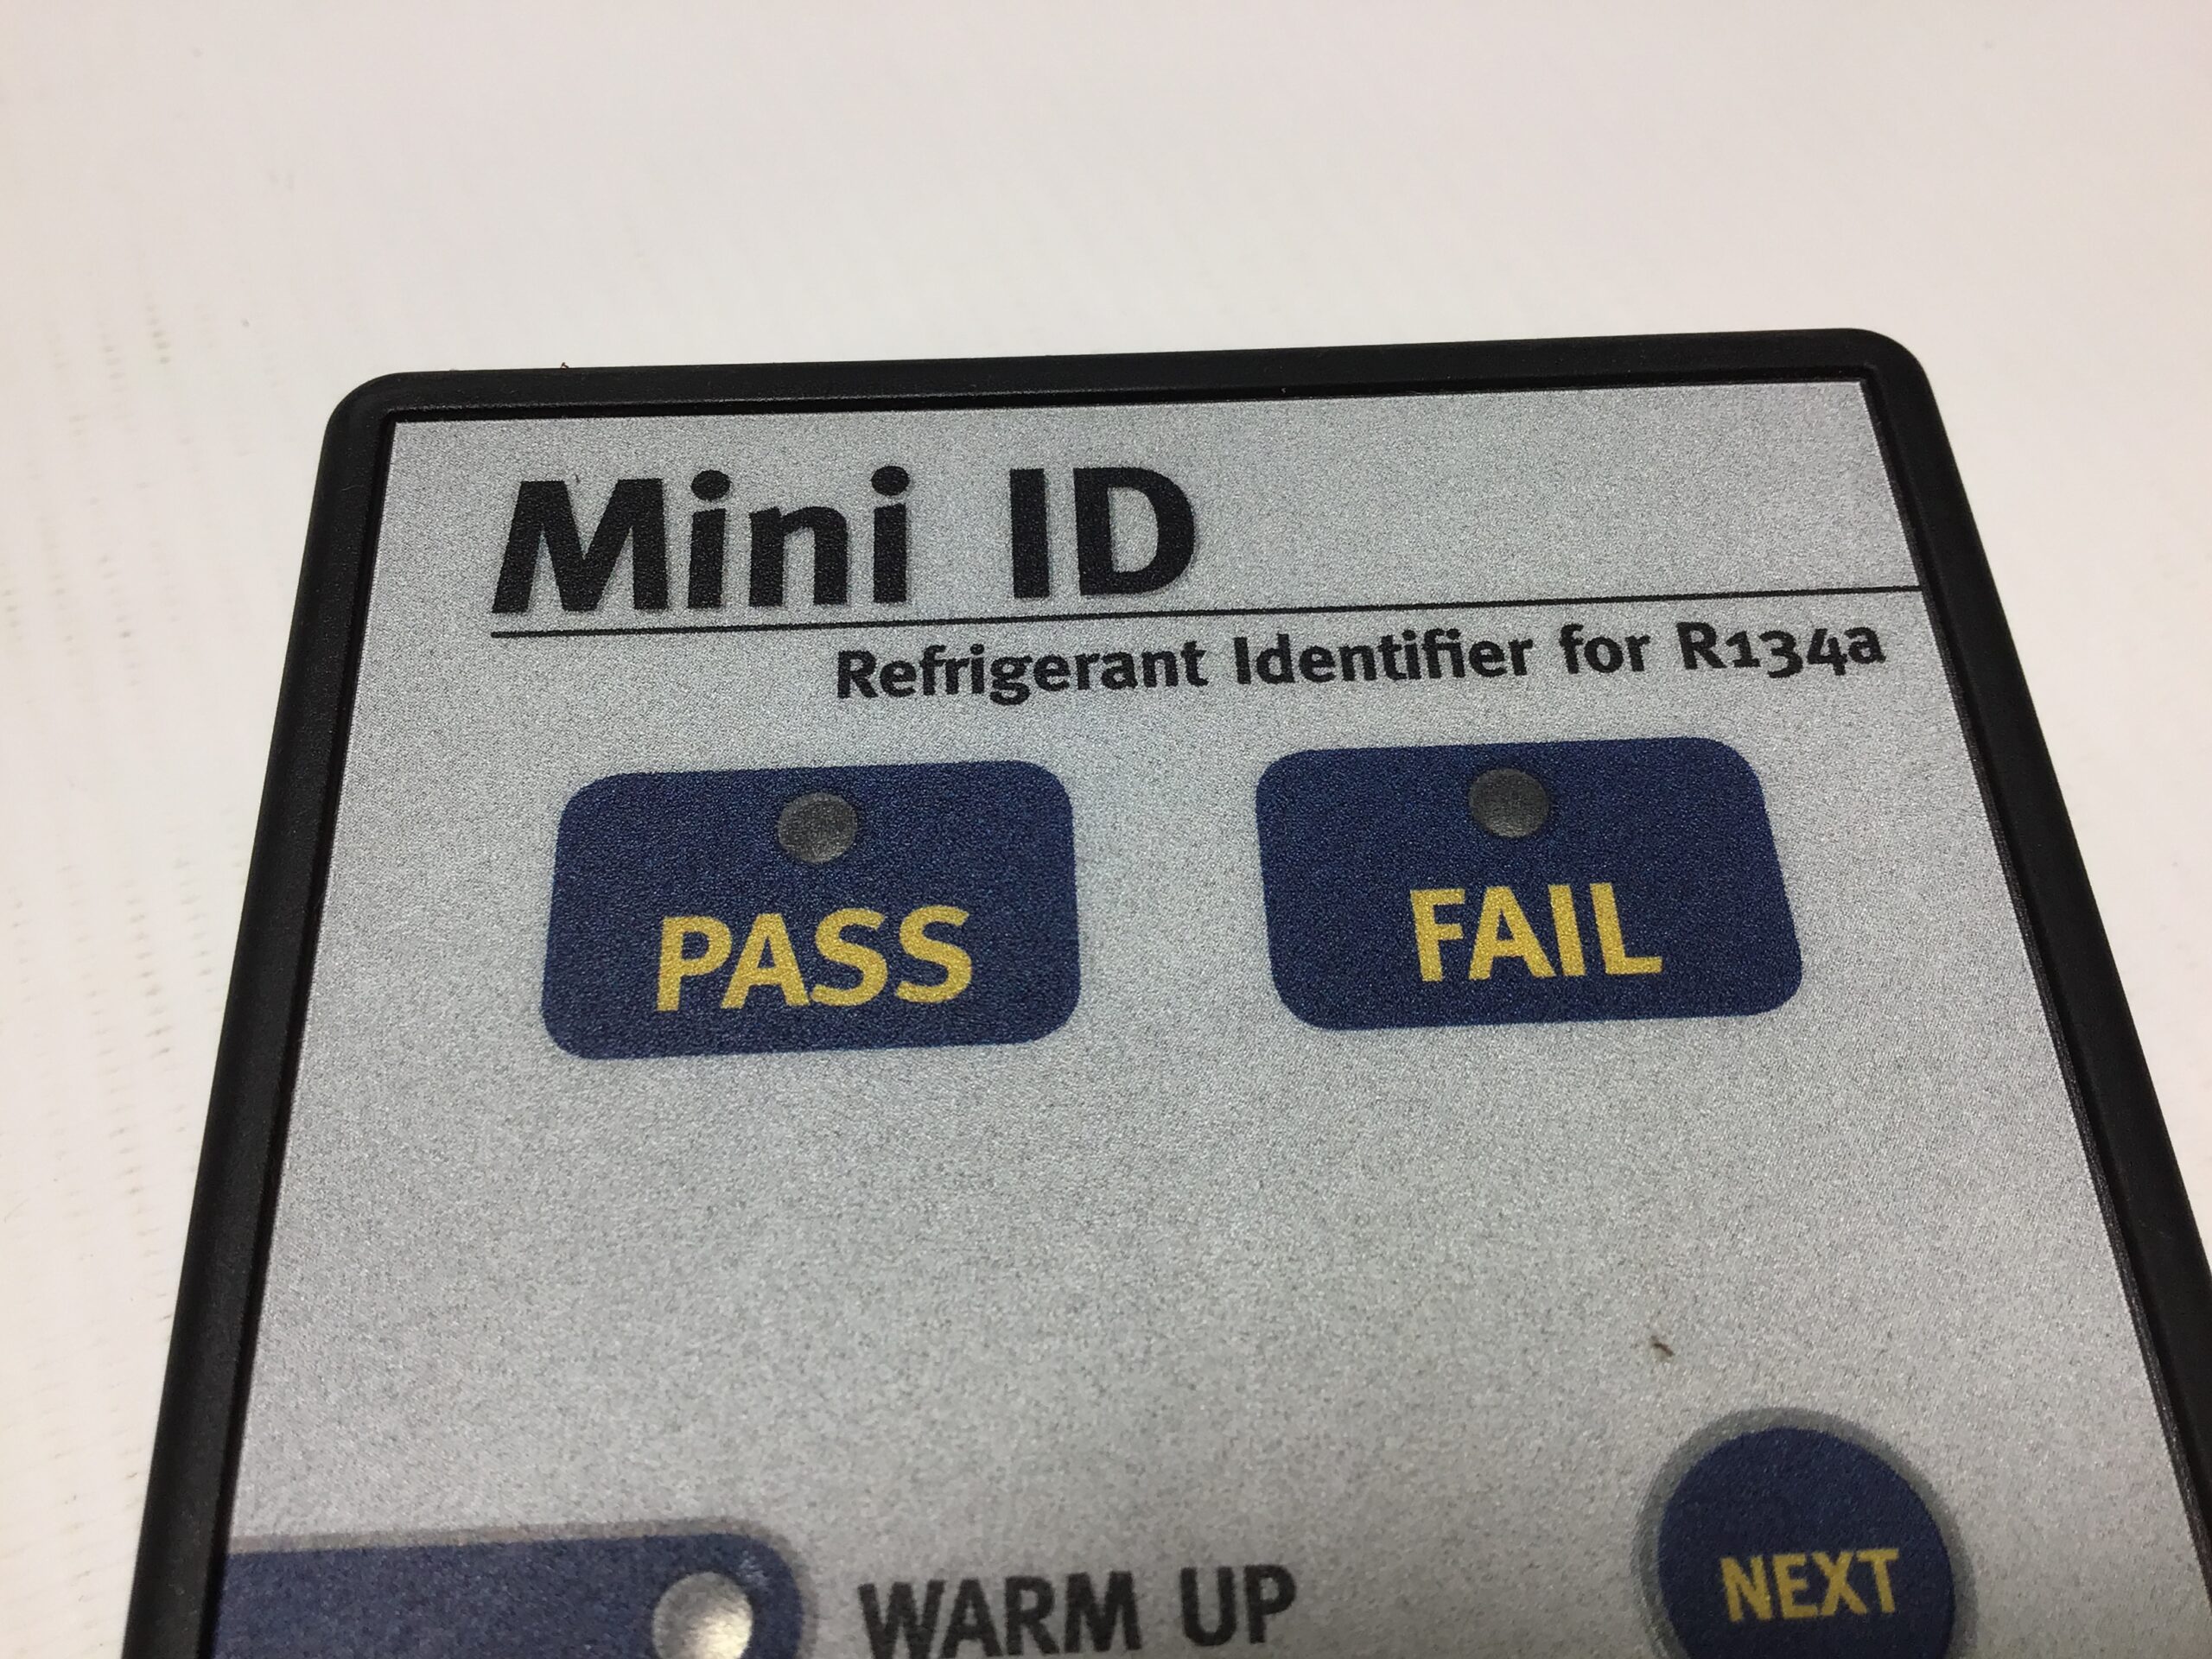 Mini ID
Refrigerant Identifier for R134a
PASS
FAIL
NEXT
WARM UP